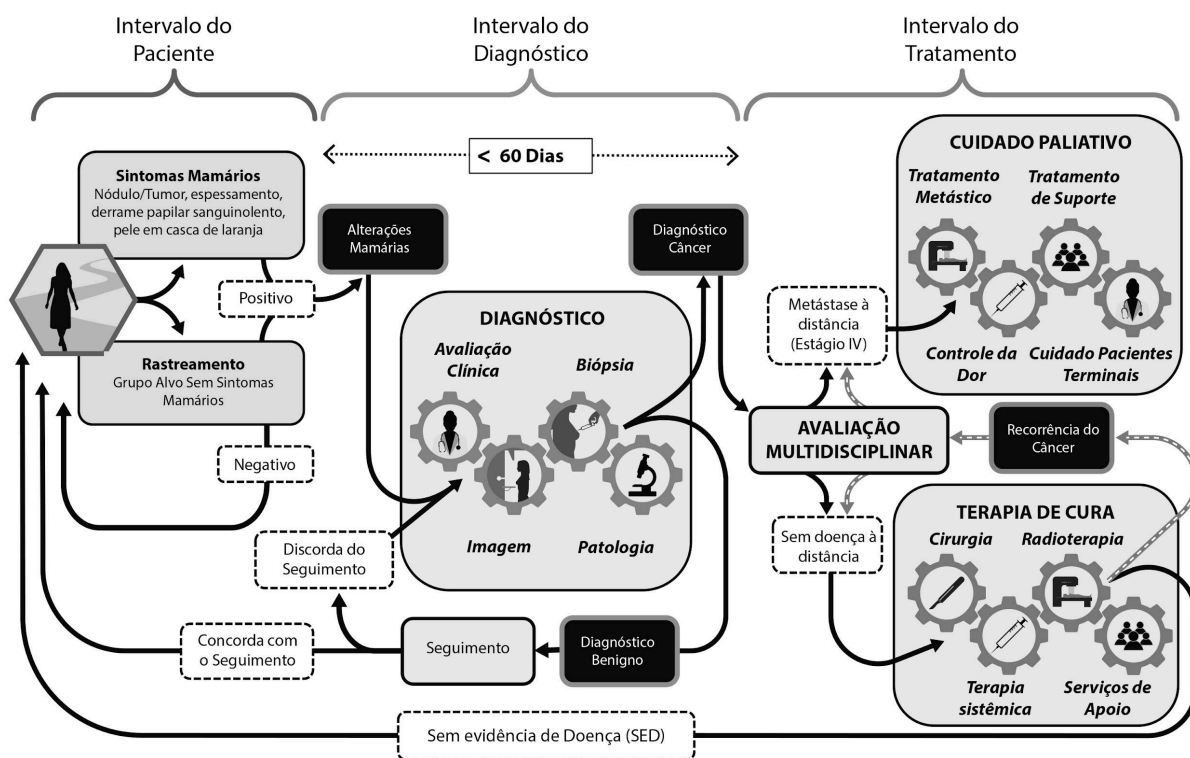 Intervalo do
Paciente
Intervalo do
Diagnóstico
Intervalo do
Tratamento
< 60 Dias
Sintomas Mamários
Nódulo/Tumor, espessamento,
derrame papilar sanguinolento,
pele em casca de laranja
Positivo
Rastreamento
Grupo Alvo Sem Sintomas
Mamários
Negativo
Alterações
Mamárias
Diagnóstico
Câncer
DIAGNÓSTICO
Avaliação
Clínica
Biópsia
Imagem
Patologia
Discorda do
Seguimento
Concorda com
o Seguimento
Seguimento
Diagnóstico
Benigno
Sem evidência de Doença (SED)
Metástase à
distância
(Estágio IV)
AVALIAÇÃO
MULTIDISCIPLINAR
Sem doença à
distância
Recorrência do
Câncer
CUIDADO PALIATIVO
Tratamento
Metástico
Tratamento
de Suporte
Controle da
Dor
Cuidado Pacientes
Terminais
TERAPIA DE CURA
Cirurgia
Radioterapia
Terapia
sistêmica
Serviços de
Apoio